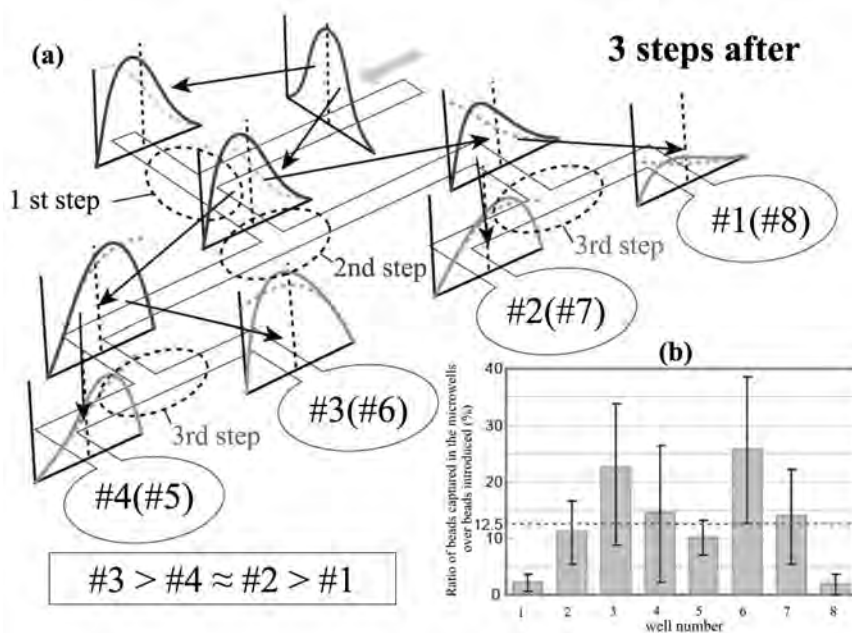 (a)
3 steps after
1 st step
2nd step
3rd step
#1(#8)
#2(#7)
#3(#6)
3rd step
#4(#5)
#3 > #4 ≈ #2 > #1
(b)
Ratio of beads captured in the microwells
over beads introduced (%)
40
30
20
12.5
10
0
1 2 3 4 5 6 7 8
well number